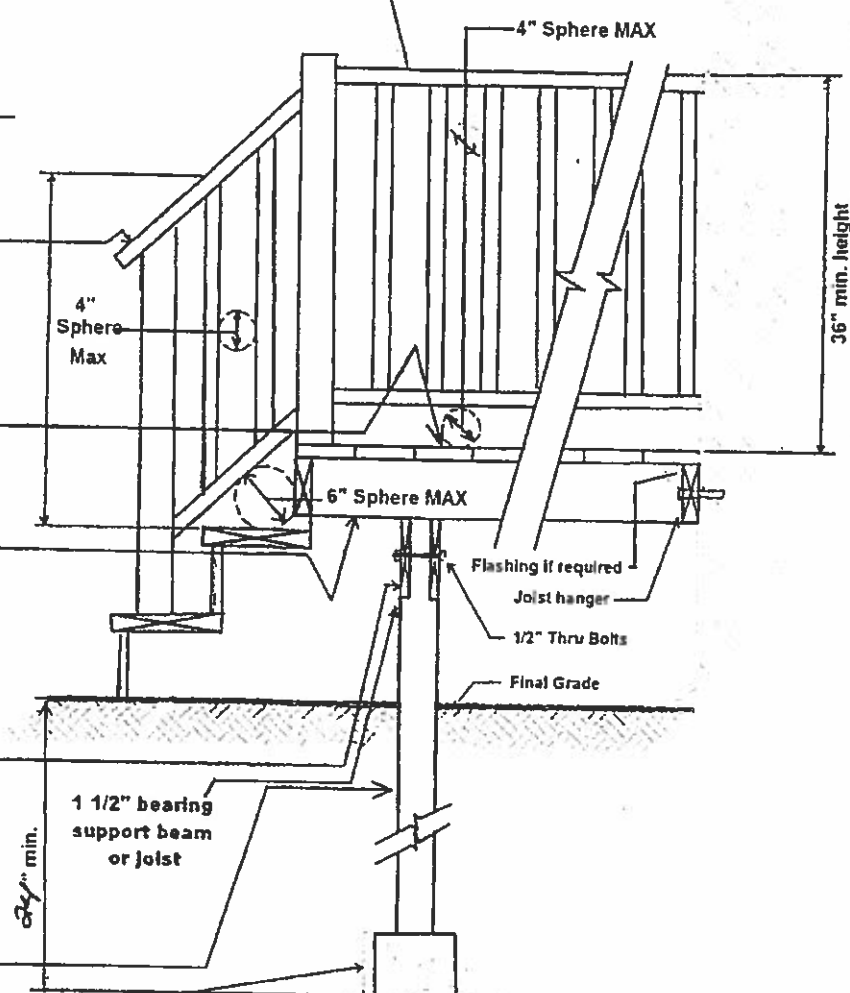 4" Sphere MAX
4"
Sphere
Max
36" min. height
6" Sphere MAX
Flashing if required
Joist hanger
1/2" Thru Bolts
Final Grade
1 1/2" bearing
support beam
or joist
24" min.